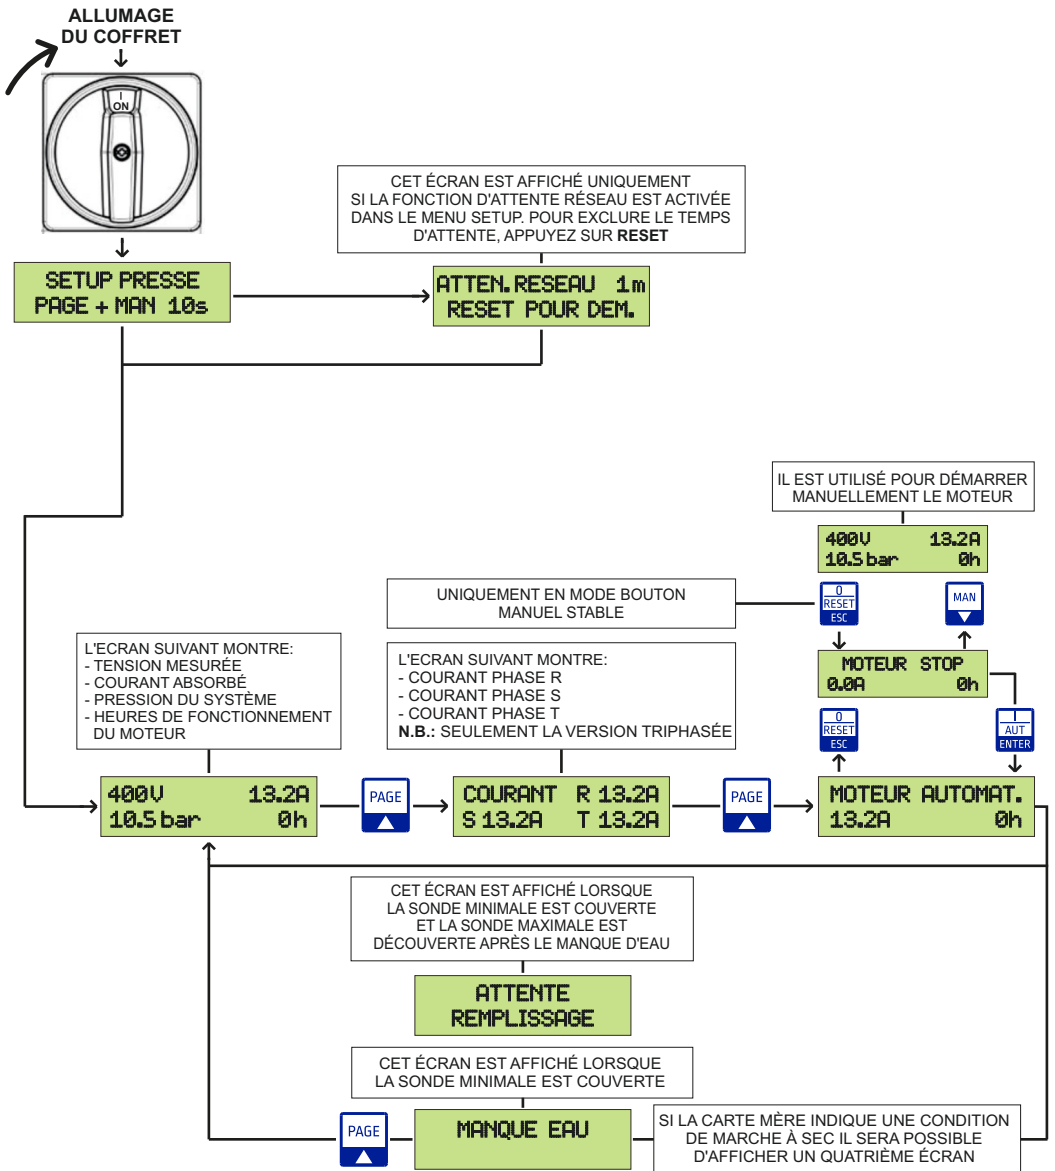 ALLUMAGE
DU COFFRET
I
ON
CET ÉCRAN EST AFFICHÉ UNIQUEMENT
SI LA FONCTION D'ATTENTE RÉSEAU EST ACTIVÉE
DANS LE MENU SETUP. POUR EXCLURE LE TEMPS
D'ATTENTE, APPUYEZ SUR RESET
SETUP PRESSE
PAGE + MAN 10s
ATTEN.RESEAU 1m
RESET POUR DEM.
IL EST UTILISÉ POUR DÉMARRER
MANUELLEMENT LE MOTEUR
400V 13.2A
10.5 bar 0h
UNIQUEMENT EN MODE BOUTON
MANUEL STABLE
0
RESET
ESC
MAN
MOTEUR STOP
0.0A 0h
L'ECRAN SUIVANT MONTRE:
- TENSION MESURÉE
- COURANT ABSORBÉ
- PRESSION DU SYSTÈME
- HEURES DE FONCTIONNEMENT
DU MOTEUR
L'ECRAN SUIVANT MONTRE:
- COURANT PHASE R
- COURANT PHASE S
- COURANT PHASE T
N.B.: SEULEMENT LA VERSION TRIPHASÉE
0
RESET
ESC
I
AUT
ENTER
400V 13.2A
10.5 bar 0h
PAGE
COURANT R 13.2A
S 13.2A T 13.2A
PAGE
MOTEUR AUTOMAT.
13.2A 0h
CET ÉCRAN EST AFFICHÉ LORSQUE
LA SONDE MINIMALE EST COUVERTE
ET LA SONDE MAXIMALE EST
DÉCOUVERTE APRÈS LE MANQUE D'EAU
ATTENTE
REMPLISSAGE
CET ÉCRAN EST AFFICHÉ LORSQUE
LA SONDE MINIMALE EST COUVERTE
PAGE
MANQUE EAU
SI LA CARTE MÈRE INDIQUE UNE CONDITION
DE MARCHE À SEC IL SERA POSSIBLE
D'AFFICHER UN QUATRIÈME ÉCRAN